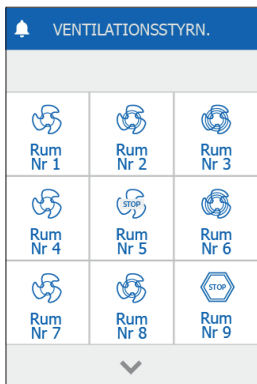 VENTILATIONSSTYRN.
Rum
Nr 1
Rum
Nr 2
Rum
Nr 3
STOP
Rum
Nr 4
Rum
Nr 5
Rum
Nr 6
STOP
Rum
Nr 7
Rum
Nr 8
Rum
Nr 9